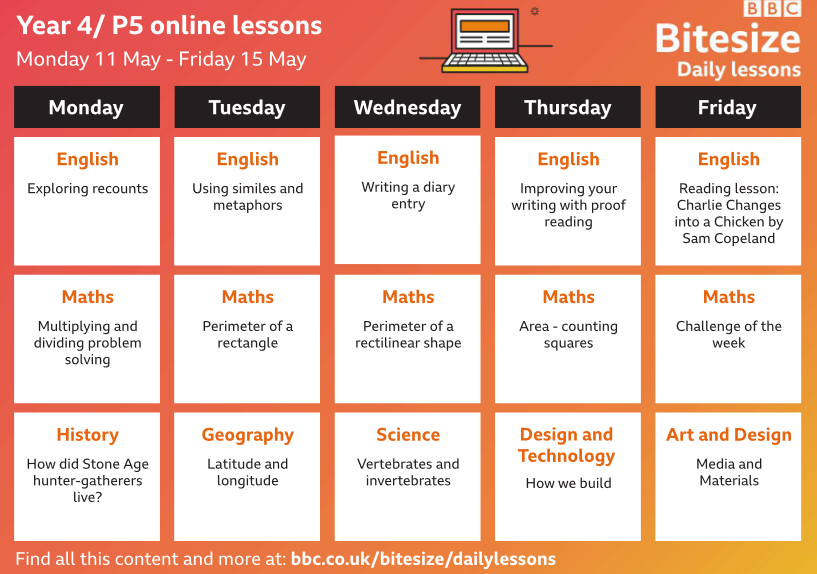 Year 4/ P5 online lessons
Monday 11 May - Friday 15 May
BBC
Bitesize
Daily lessons
Monday
Tuesday
Wednesday
Thursday
Friday
English
Exploring recounts
English
Using similes and
metaphors
English
Writing a diary
entry
English
Improving your
writing with proof
reading
English
Reading lesson:
Charlie Changes
into a Chicken by
Sam Copeland
Maths
Multiplying and
dividing problem
solving
Maths
Perimeter of a
rectangle
Maths
Perimeter of a
rectilinear shape
Maths
Area - counting
squares
Maths
Challenge of the
week
History
How did Stone Age
hunter-gatherers
live?
Geography
Latitude and
longitude
Science
Vertebrates and
invertebrates
Design and
Technology
How we build
Art and Design
Media and
Materials
Find all this content and more at: bbc.co.uk/bitesize/dailylessons